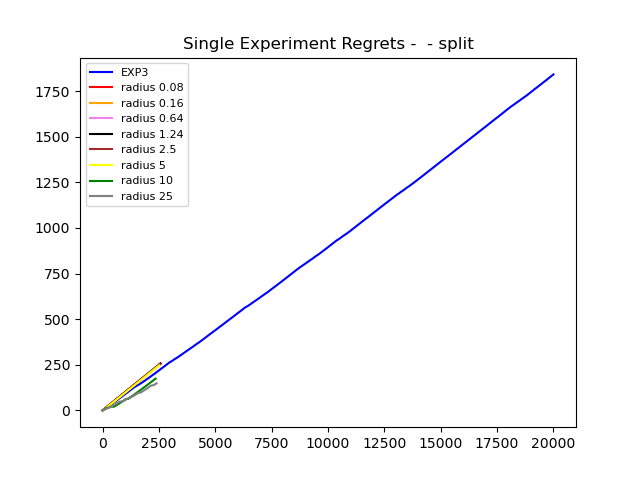 Single Experiment Regrets -  - split
EXP3
radius 0.08
radius 0.16
radius 0.64
radius 1.24
radius 2.5
radius 5
radius 10
radius 25
1750
1500
1250
1000
750
500
250
0
0 2500 5000 7500 10000 12500 15000 17500 20000